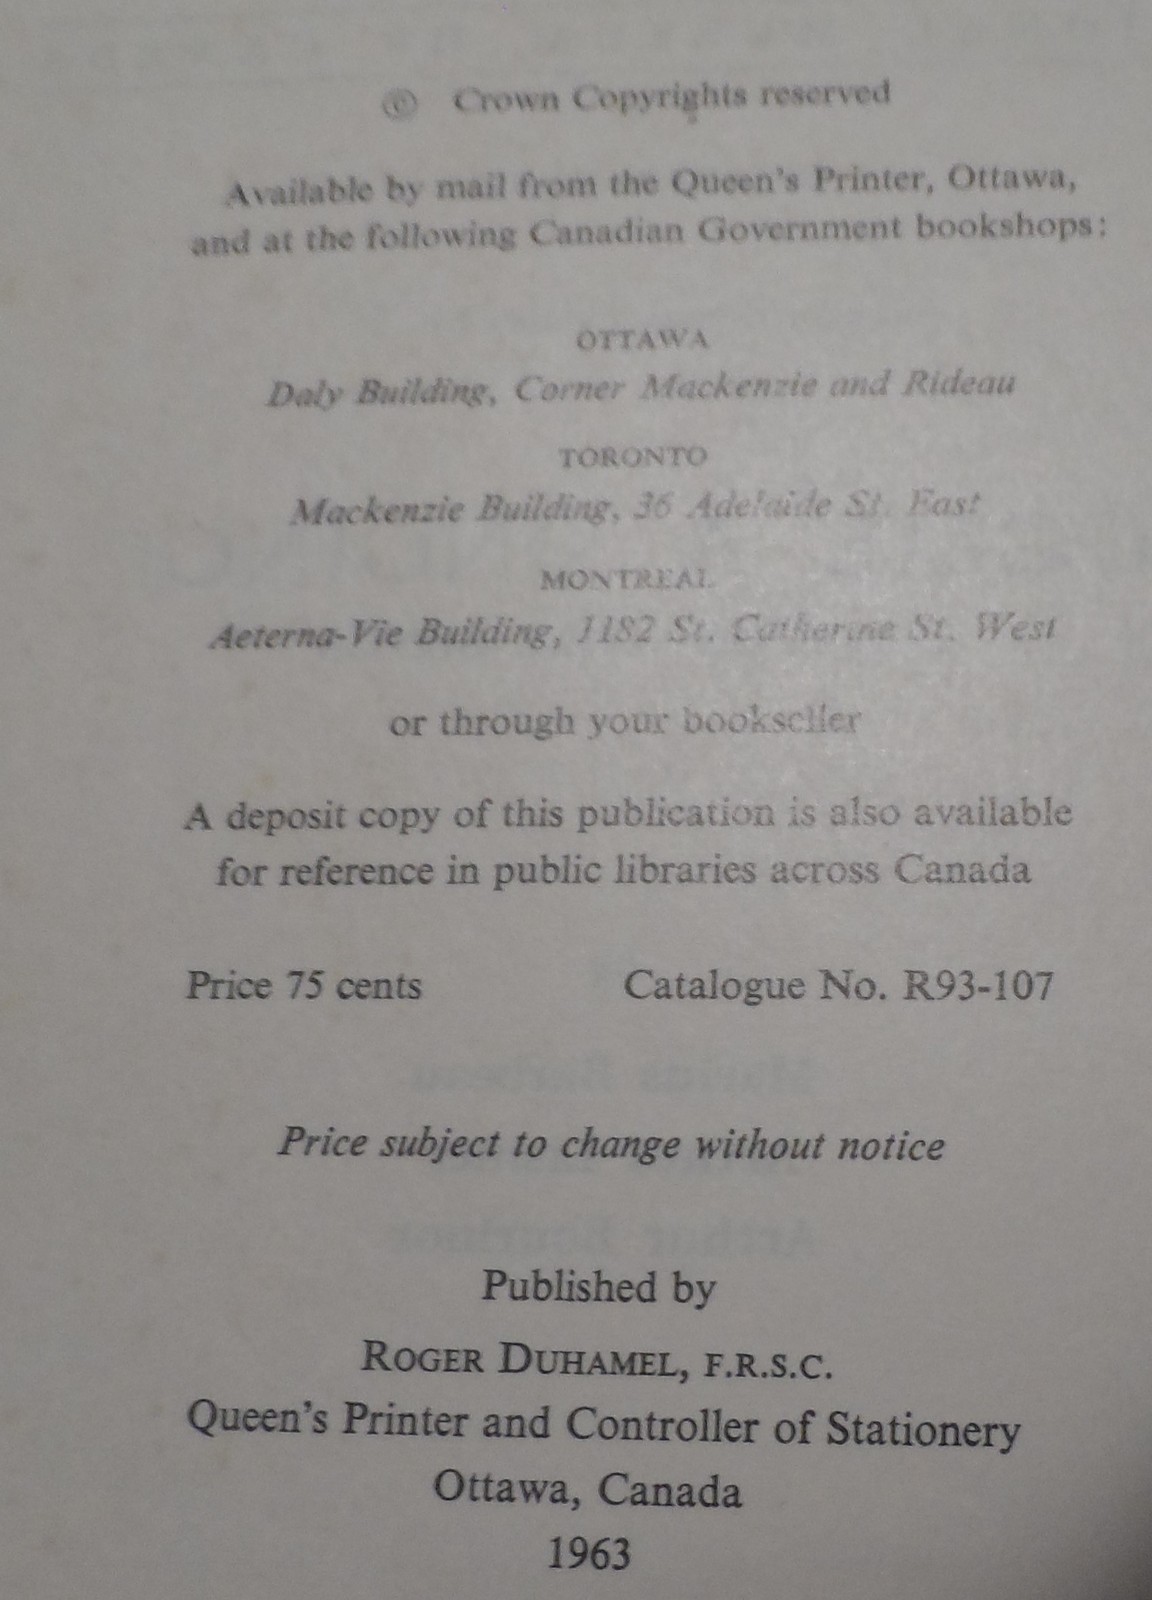 © Crown Copyrights reserved
Available by mail from the Queen's Printer, Ottawa,
and at the following Canadian Government bookshops:
OTTAWA
Daly Building, Corner Mackenzie and Rideau
TORONTO
Mackenzie Building, 36 Adelaide St. East
MONTREAL
Aeterna-Vie Building, 1182 St. Catherine St. West
or through your bookseller
A deposit copy of this publication is also available
for reference in public libraries across Canada
Price 75 cents Catalogue No. R93-107
Price subject to change without notice
Published by
ROGER DUHAMEL, F.R.S.C.
Queen's Printer and Controller of Stationery
Ottawa, Canada
1963